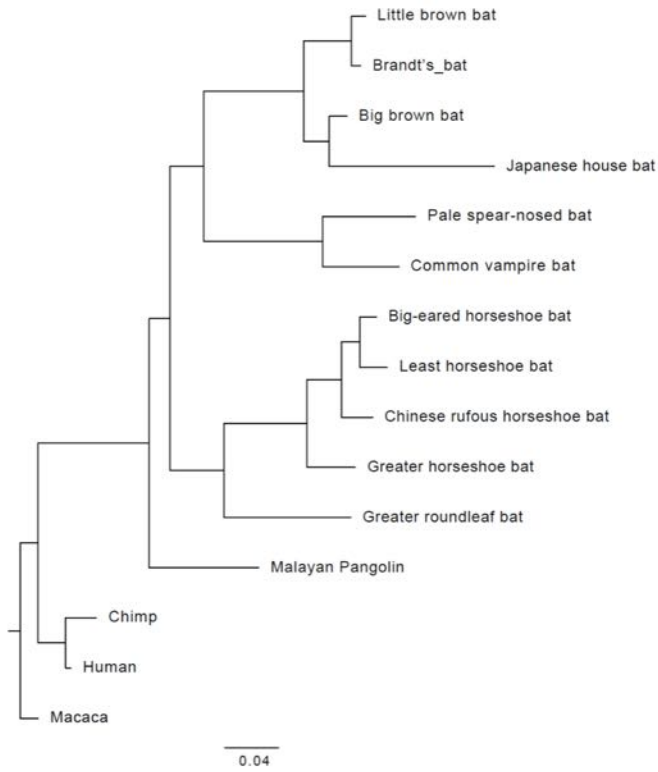 Little brown bat
Brandt's_bat
Big brown bat
Japanese house bat
Pale spear-nosed bat
Common vampire bat
Big-eared horseshoe bat
Least horseshoe bat
Chinese rufous horseshoe bat
Greater horseshoe bat
Greater roundleaf bat
Malayan Pangolin
Chimp
Human
Macaca
0.04